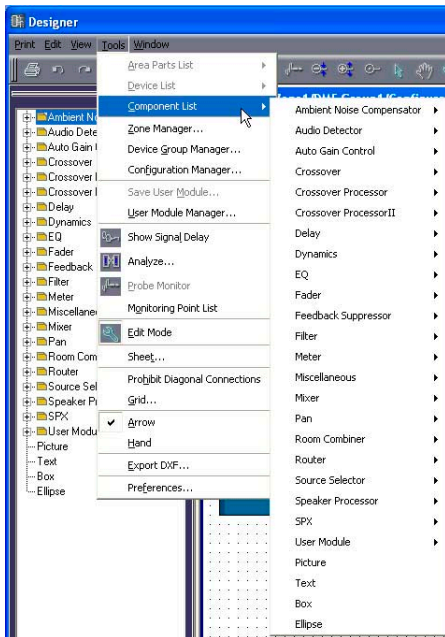 Designer
Print Edit View Tools Window
Area Parts List
Device List
Component List
Zone Manager...
Device Group Manager...
Configuration Manager...
Save User Module...
User Module Manager...
Show Signal Delay
Analyze...
Probe Monitor
Monitoring Point List
Edit Mode
Sheet...
Prohibit Diagonal Connections
Grid...
Arrow
Hand
Export DXF...
Preferences...
Ambient
Audio
Auto Gain
Crossover
Crossover
Crossover
Delay
Dynamics
EQ
Fader
Feedback
Filter
Meter
Mixer
Pan
Room
Router
Source
Speaker
SPX
User
Picture
Text
Box
Ellipse
Ambient Noise Compensator
Audio Detector
Auto Gain Control
Crossover
Crossover Processor
Crossover ProcessorII
Delay
Dynamics
EQ
Fader
Feedback Suppressor
Filter
Meter
Miscellaneous
Mixer
Pan
Room Combiner
Router
Source Selector
Speaker Processor
SPX
User Module
Picture
Text
Box
Ellipse